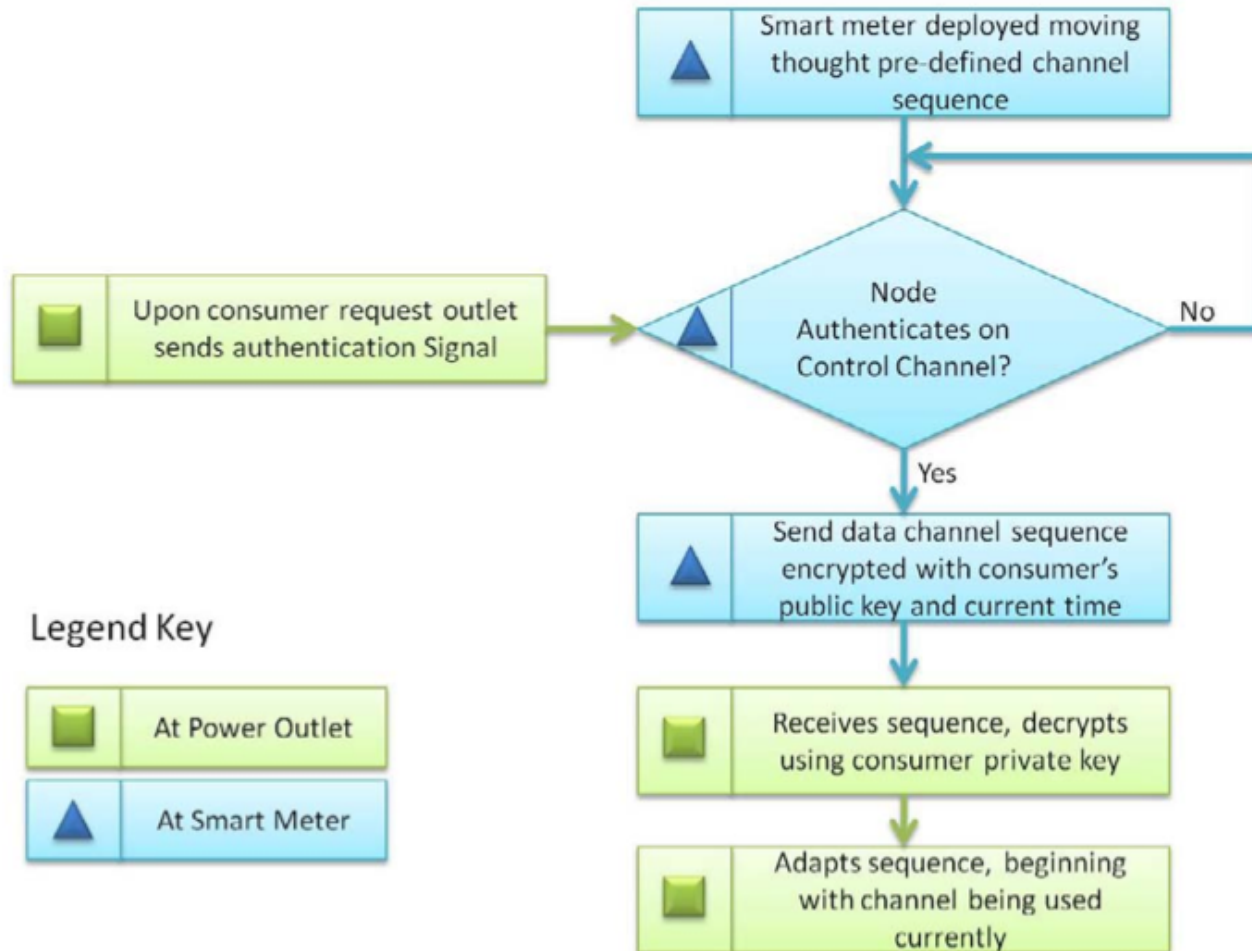 Smart meter deployed moving
thought pre-defined channel
sequence
Upon consumer request outlet
sends authentication Signal
Node
Authenticates on
Control Channel?
No
Yes
Send data channel sequence
encrypted with consumer's
public key and current time
Receives sequence, decrypts
using consumer private key
Adapts sequence, beginning
with channel being used
currently
Legend Key
At Power Outlet
At Smart Meter